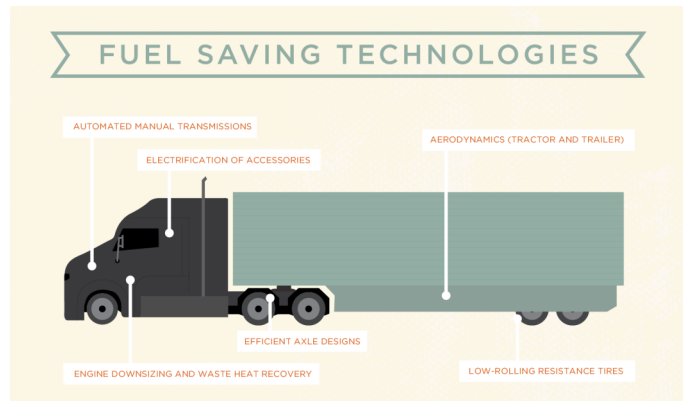 FUEL SAVING TECHNOLOGIES
AUTOMATED MANUAL TRANSMISSIONS
AERODYNAMICS (TRACTOR AND TRAILER)
ELECTRIFICATION OF ACCESSORIES
EFFICIENT AXLE DESIGNS
ENGINE DOWNSIZING AND WASTE HEAT RECOVERY
LOW-ROLLING RESISTANCE TIRES